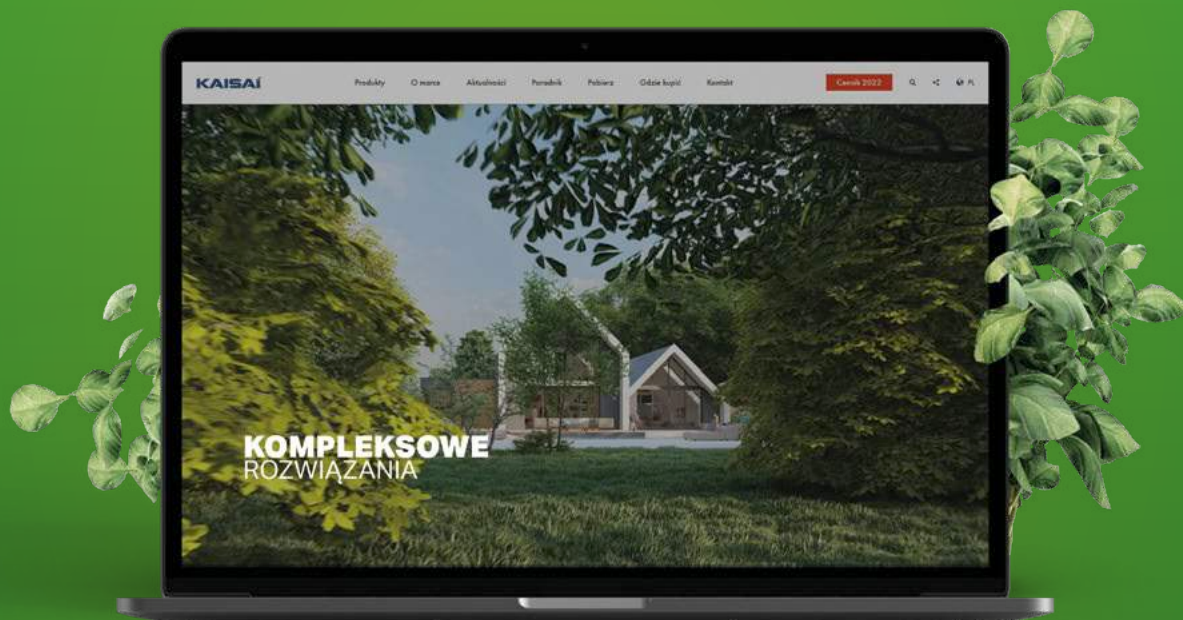 KAISAI
Produkty
O marce
Aktualności
Poradnik
Pobierz
Gdzie kupić
Kontakt
Cennik 2022
PL
KOMPLEKSOWE
ROZWIĄZANIA